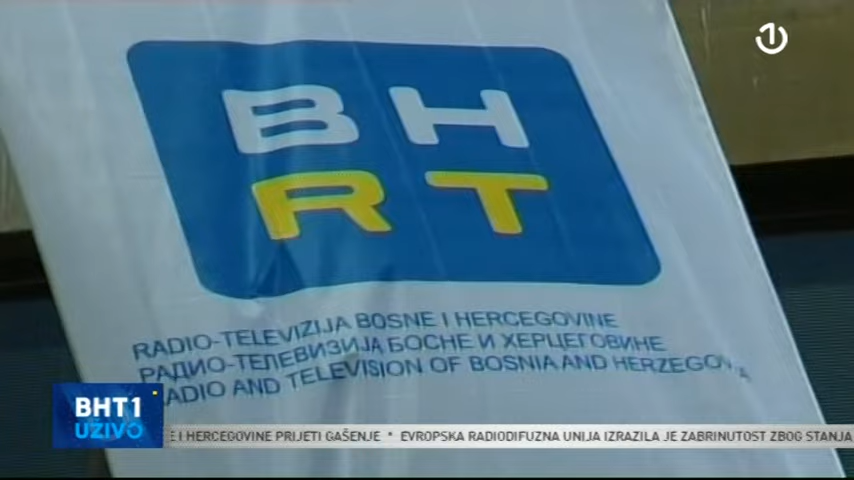 BH
RT
RADIO-TELEVIZIJA BOSNE I HERCEGOVINE
РАДИО-ТЕЛЕВИЗИЈА БОСНЕ И ХЕРЦЕГОВИНЕ
RADIO AND TELEVISION OF BOSNIA AND HERZEGOVINA
BHT1
UŽIVO
E I HERCEGOVINE PRIJETI GAŠENJE * EVROPSKA RADIODIFUZNA UNIJA IZRAZILA JE ZABRINUTOST ZBOG STANJA